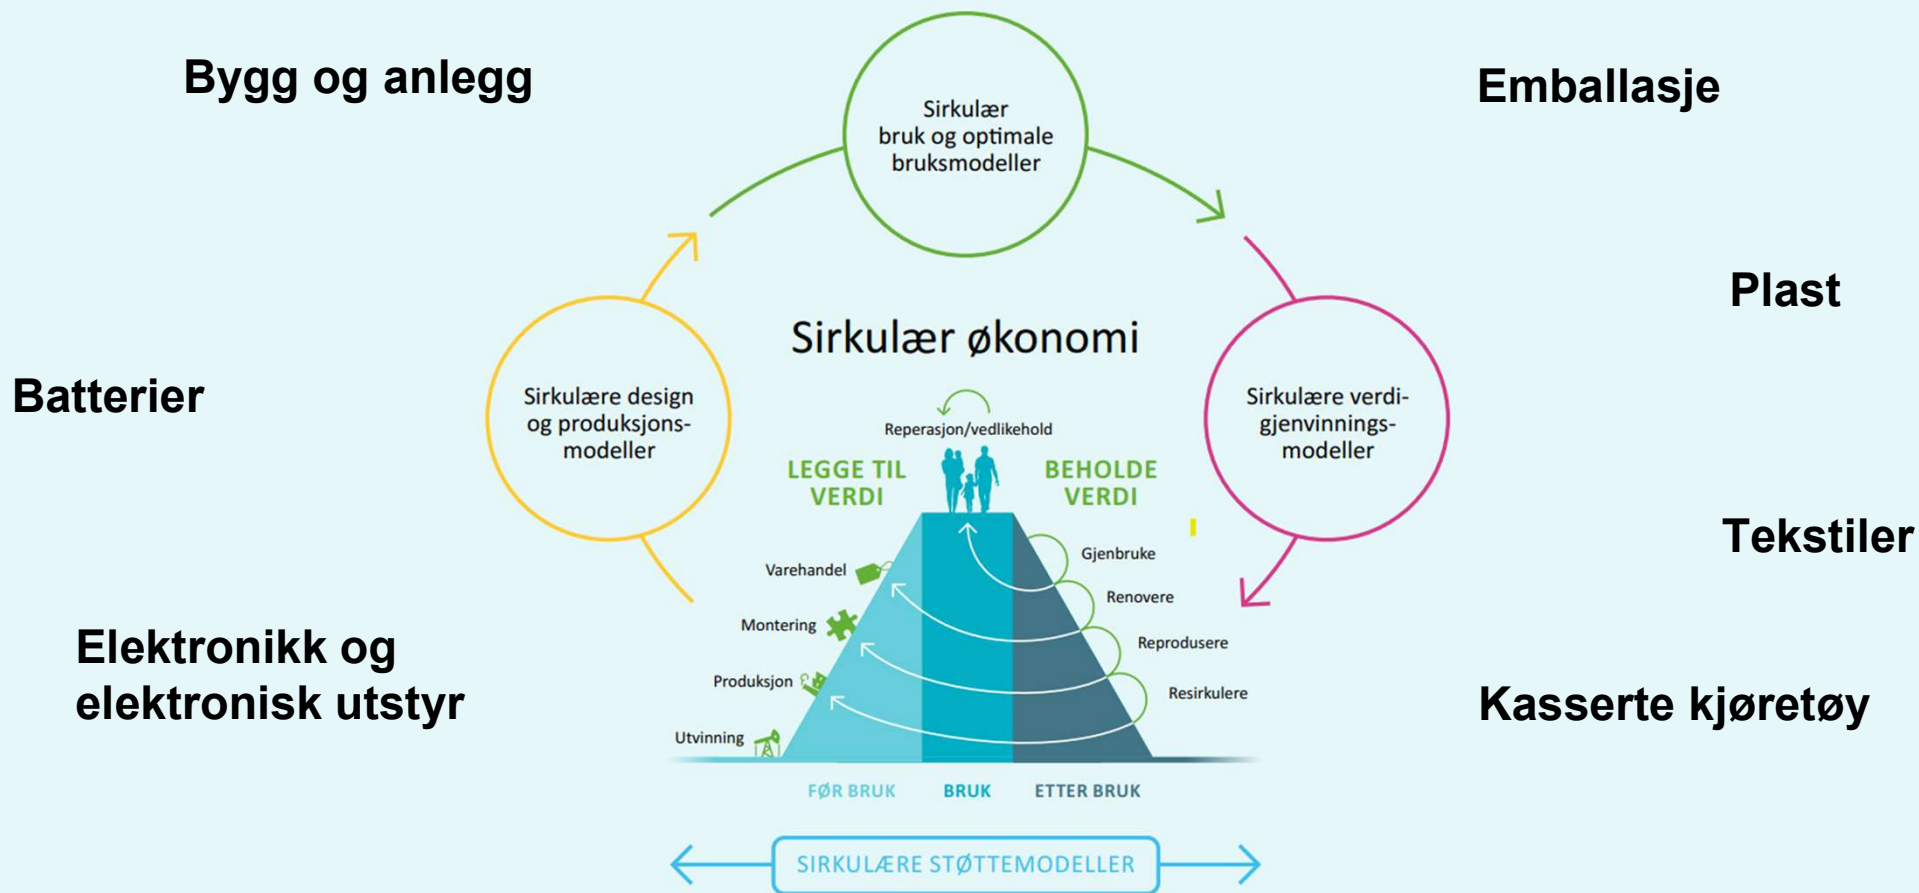 Bygg og anlegg
Emballasje
Sirkulær
bruk og optimale
bruksmodeller
Plast
Sirkulær økonomi
Batterier
Sirkulære design
og produksjons-
modeller
Sirkulære verdi-
gjenvinnings-
modeller
Reperasjon/vedlikehold
LEGGE TIL
VERDI
BEHOLDE
VERDI
Tekstiler
Varehandel
Gjenbruke
Renovere
Montering
Reprodusere
Elektronikk og
elektronisk utstyr
Produksjon
Resirkulere
Kasserte kjøretøy
Utvinning
FØR BRUK
BRUK
ETTER BRUK
SIRKULÆRE STØTTEMODELLER